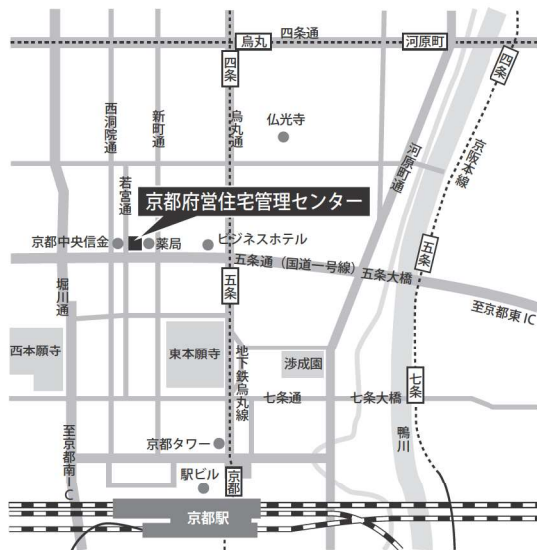 四条通
烏丸
河原町
四条
四条
西洞院通
新町通
烏丸通
仏光寺
河原町通
京阪本線
若宮通
京都府営住宅管理センター
京都中央信金
薬局
ビジネスホテル
五条
五条通（国道一号線）
五条大橋
五条
至京都東IC
堀川通
西本願寺
東本願寺
地下鉄烏丸線
渉成園
七条
七条通
七条大橋
鴨川
至京都南IC
京都タワー
駅ビル
京都
京都駅